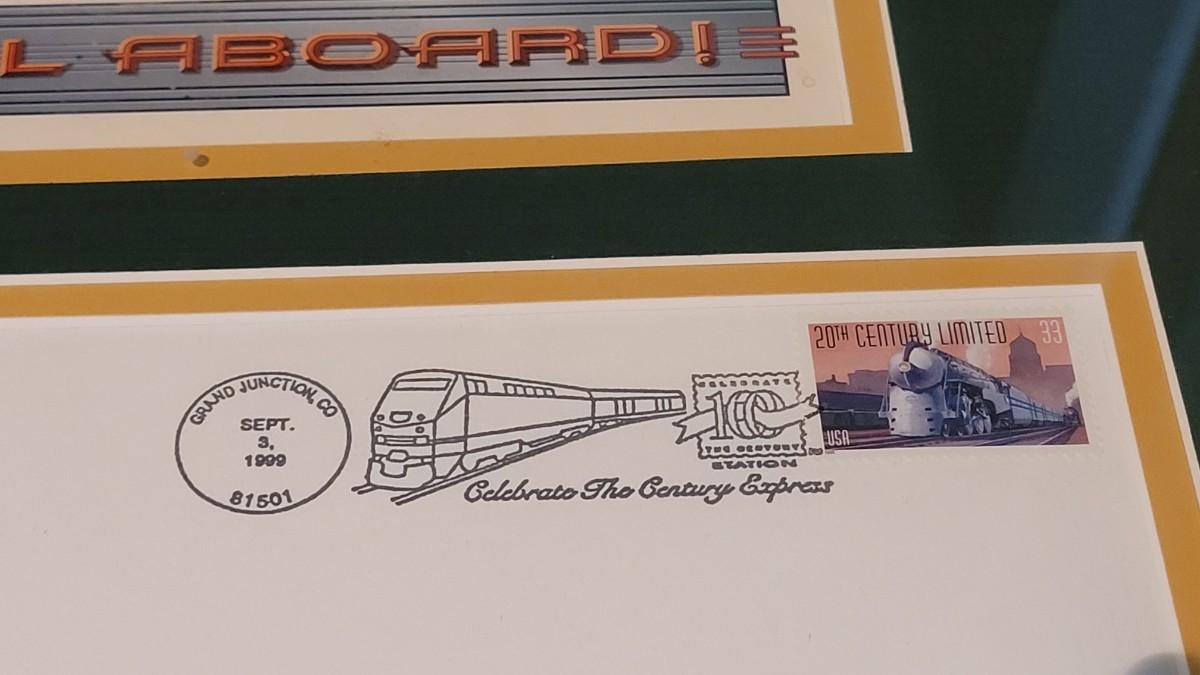 L ABOARD!
GRAND JUNCTION, CO
SEPT.
3,
1999
81501
CELEBRATE
100
THE CENTURY
STATION
Celebrate The Century Express
20TH CENTURY LIMITED
33
USA